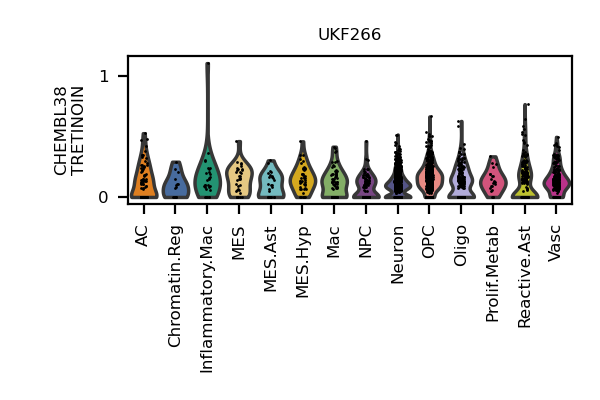 UKF266
CHEMBL38
TRETINOIN
1
0
AC
Chromatin.Reg
Inflammatory.Mac
MES
MES.Ast
MES.Hyp
Mac
NPC
Neuron
OPC
Oligo
Prolif.Metab
Reactive.Ast
Vasc